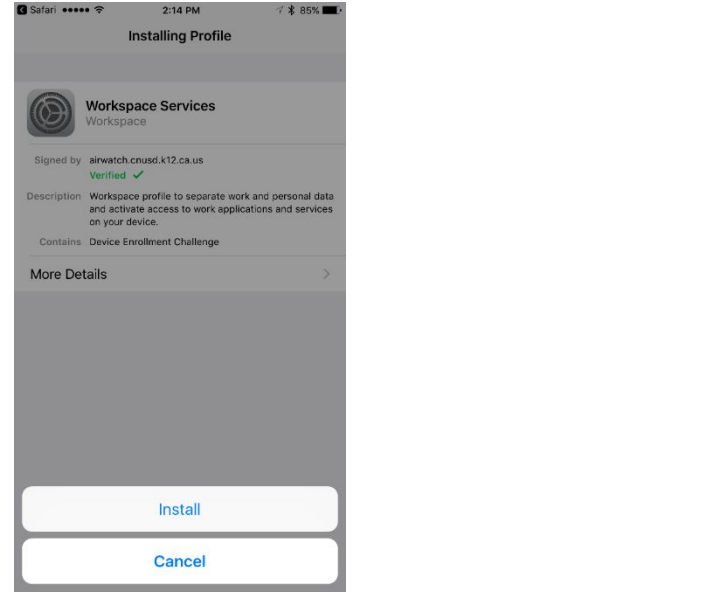 Safari 2:14 PM 85%
Installing Profile
Workspace Services
Workspace
Signed by airwatch.cnusd.k12.ca.us
Verified ✓
Description Workspace profile to separate work and personal data
and activate access to work applications and services
on your device.
Contains Device Enrollment Challenge
More Details
Install
Cancel